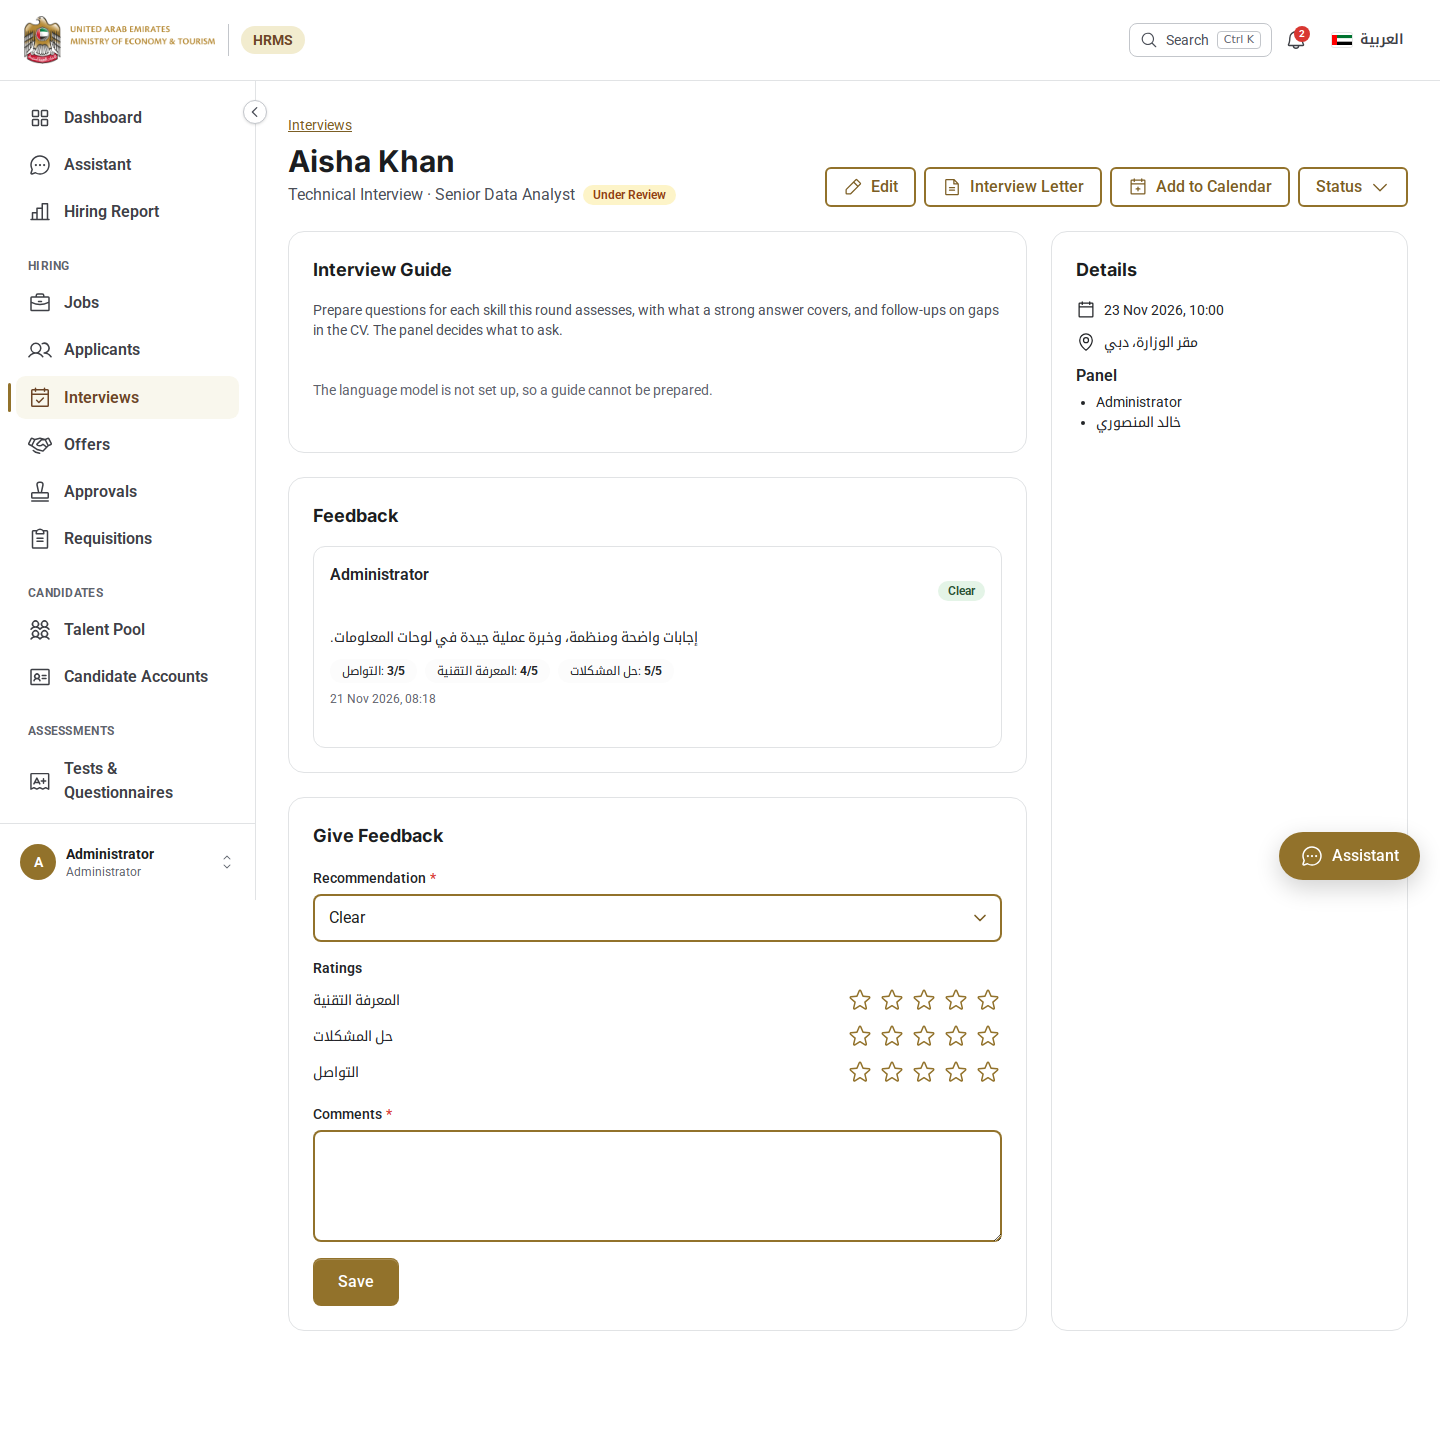 UNITED ARAB EMIRATES
MINISTRY OF ECONOMY & TOURISM
HRMS
Search
Ctrl K
2
العربية
Dashboard
Assistant
Hiring Report
HIRING
Jobs
Applicants
Interviews
Offers
Approvals
Requisitions
CANDIDATES
Talent Pool
Candidate Accounts
ASSESSMENTS
Tests &
Questionnaires
A
Administrator
Administrator
Interviews
Aisha Khan
Technical Interview · Senior Data Analyst
Under Review
Edit
Interview Letter
Add to Calendar
Status
Interview Guide
Prepare questions for each skill this round assesses, with what a strong answer covers, and follow-ups on gaps
in the CV. The panel decides what to ask.
The language model is not set up, so a guide cannot be prepared.
Feedback
Administrator
Clear
إجابات واضحة ومنظمة، وخبرة عملية جيدة في لوحات المعلومات.
التواصل: 3/5
المعرفة التقنية: 4/5
حل المشكلات: 5/5
21 Nov 2026, 08:18
Give Feedback
Recommendation *
Clear
Ratings
المعرفة التقنية
حل المشكلات
التواصل
Comments *
Save
Details
23 Nov 2026, 10:00
مقر الوزارة، دبي
Panel
Administrator
خالد المنصوري
Assistant